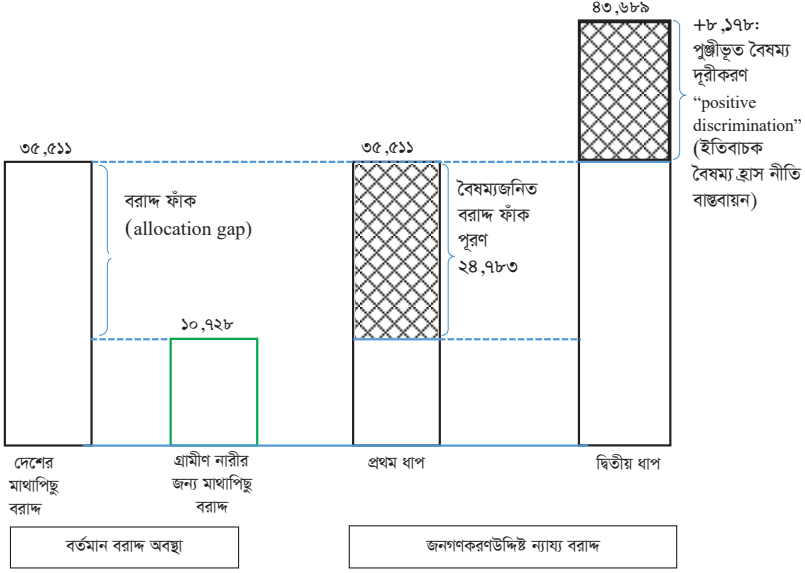 ৪৩,৬৮৯
+৮,১৭৮:
পুঞ্জীভূত বৈষম্য
দূরীকরণ
“positive
discrimination”
(ইতিবাচক
বৈষম্য হ্রাস নীতি
বাস্তবায়ন)
৩৫,৫১১
বরাদ্দ ফাঁক
(allocation gap)
১০,৭২৮
৩৫,৫১১
বৈষম্যজনিত
বরাদ্দ ফাঁক
পূরণ
২৪,৭৮৩
দেশের
মাথাপিছু
বরাদ্দ
গ্রামীণ নারীর
জন্য মাথাপিছু
বরাদ্দ
প্রথম ধাপ
দ্বিতীয় ধাপ
বর্তমান বরাদ্দ অবস্থা
জনগণকরণউদ্দিষ্ট ন্যায্য বরাদ্দ